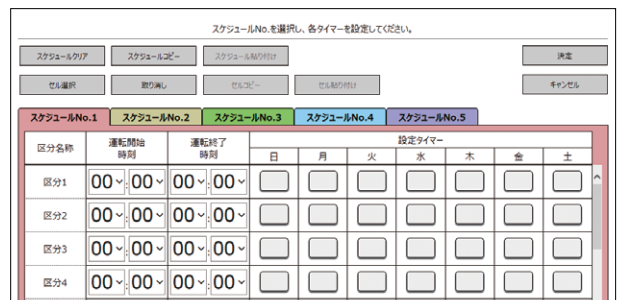 スケジュールNo.を選択し、各タイマーを設定してください。
スケジュールクリア スケジュールコピー スケジュール貼り付け 決定
セル選択 取り消し セルコピー セル貼り付け キャンセル
スケジュールNo.1 スケジュールNo.2 スケジュールNo.3 スケジュールNo.4 スケジュールNo.5
区分名称 運転開始時刻 運転終了時刻 設定タイマー
日 月 火 水 木 金 土
区分1 00:00 00:00
区分2 00:00 00:00
区分3 00:00 00:00
区分4 00:00 00:00